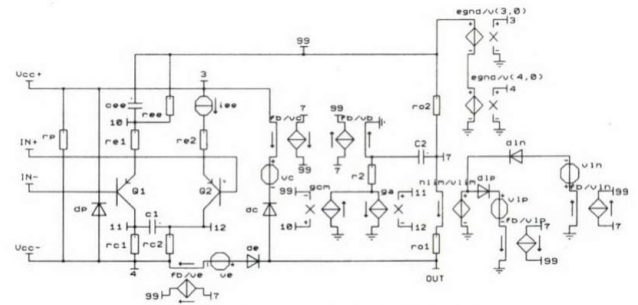 egnd/v(3,0)
3
99
Vcc+
3
egnd/v(4,0)
4
cee
ree
iee
fb/vc
7
99
fb/vb
ro2
10
99
7
IN+
rp
re1
re2
C2
7
dln
vln
r2
vc
IN-
Q1
Q2
99
gcm
ga
11
hlim/vlim
dlp
vlp
fb/vln
7
99
dp
11
c1
12
dc
10
12
fb/vlp
7
99
rc1
rc2
ro1
Vcc-
4
ve
de
OUT
fb/ve
99
7